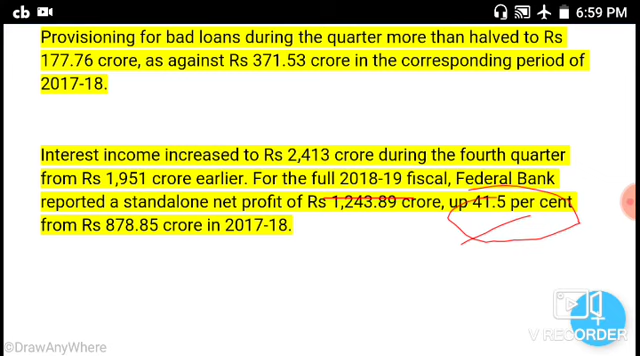 cb
6:59 PM
Provisioning for bad loans during the quarter more than halved to Rs
177.76 crore, as against Rs 371.53 crore in the corresponding period of
2017-18.
Interest income increased to Rs 2,413 crore during the fourth quarter
from Rs 1,951 crore earlier. For the full 2018-19 fiscal, Federal Bank
reported a standalone net profit of Rs 1,243.89 crore, up 41.5 per cent
from Rs 878.85 crore in 2017-18.
V RECORDER
©DrawAnyWhere